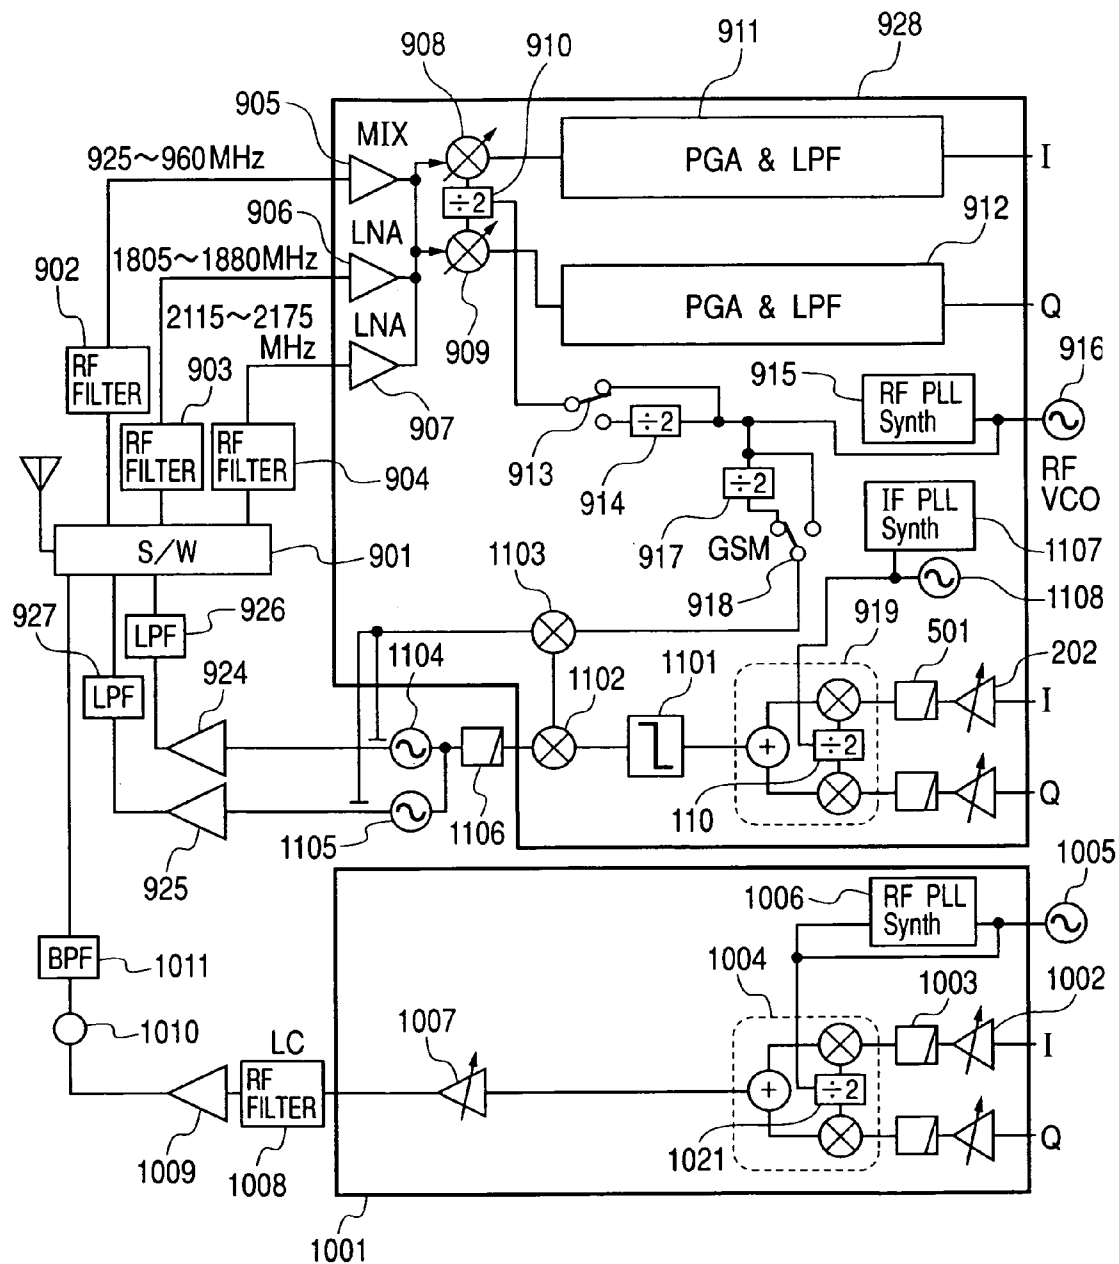 908
910
911
928
905
MIX
925~960MHz
PGA & LPF
I
÷2
906
LNA
912
902
1805~1880MHz
PGA & LPF
Q
2115~2175
MHz
LNA
909
916
RF
FILTER
903
915
RF PLL
Synth
907
913
÷2
RF
FILTER
RF
FILTER
904
914
÷2
RF
VCO
IF PLL
Synth
S/W
901
1103
917
GSM
1107
918
1108
927
926
919
501
202
LPF
1104
1102
1101
I
LPF
924
+
÷2
110
Q
1105
1106
925
1005
1006
RF PLL
Synth
BPF
1011
1004
1003
1002
1010
1007
LC
I
RF
FILTER
+
÷2
1009
1008
1021
Q
1001